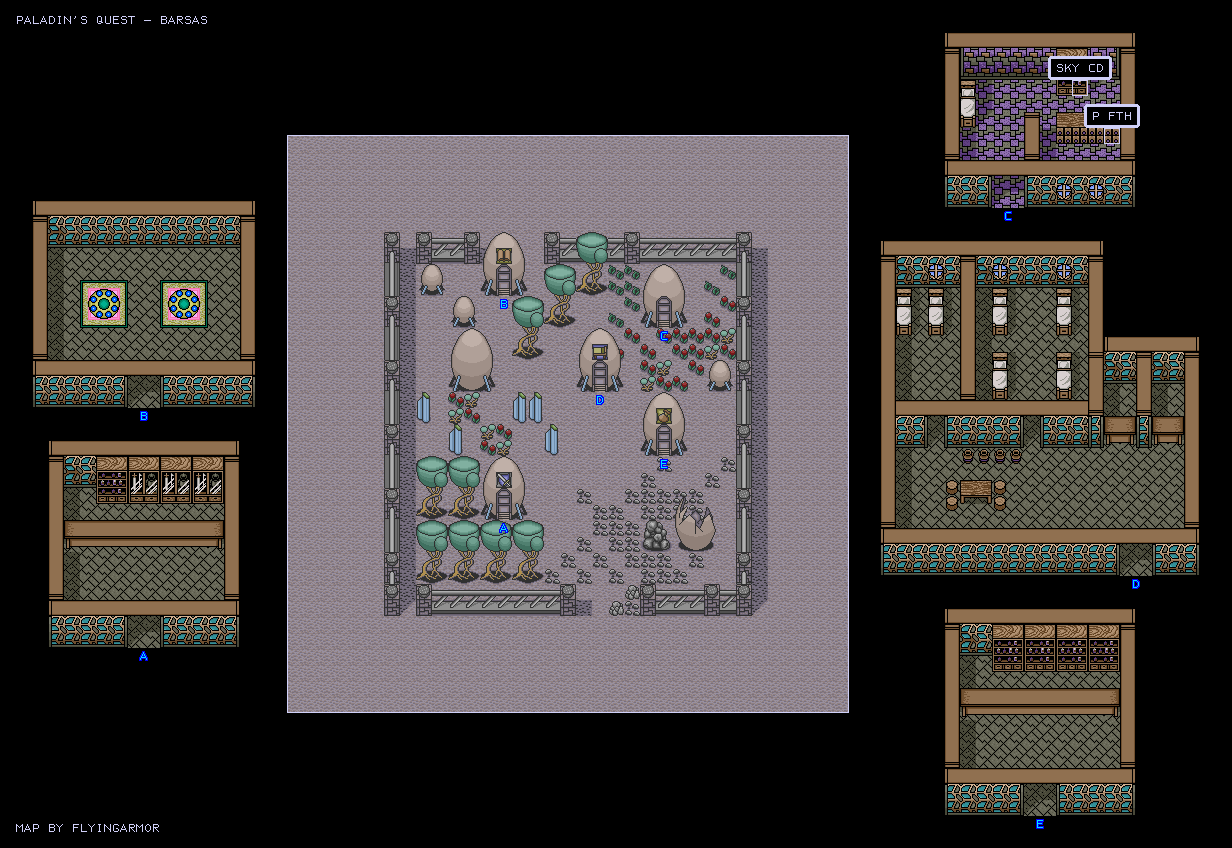 PALADIN'S QUEST - BARSAS
SKY CD
P FTH
C
B
C
D
B
E
A
D
A
E
MAP BY FLYINGARMOR